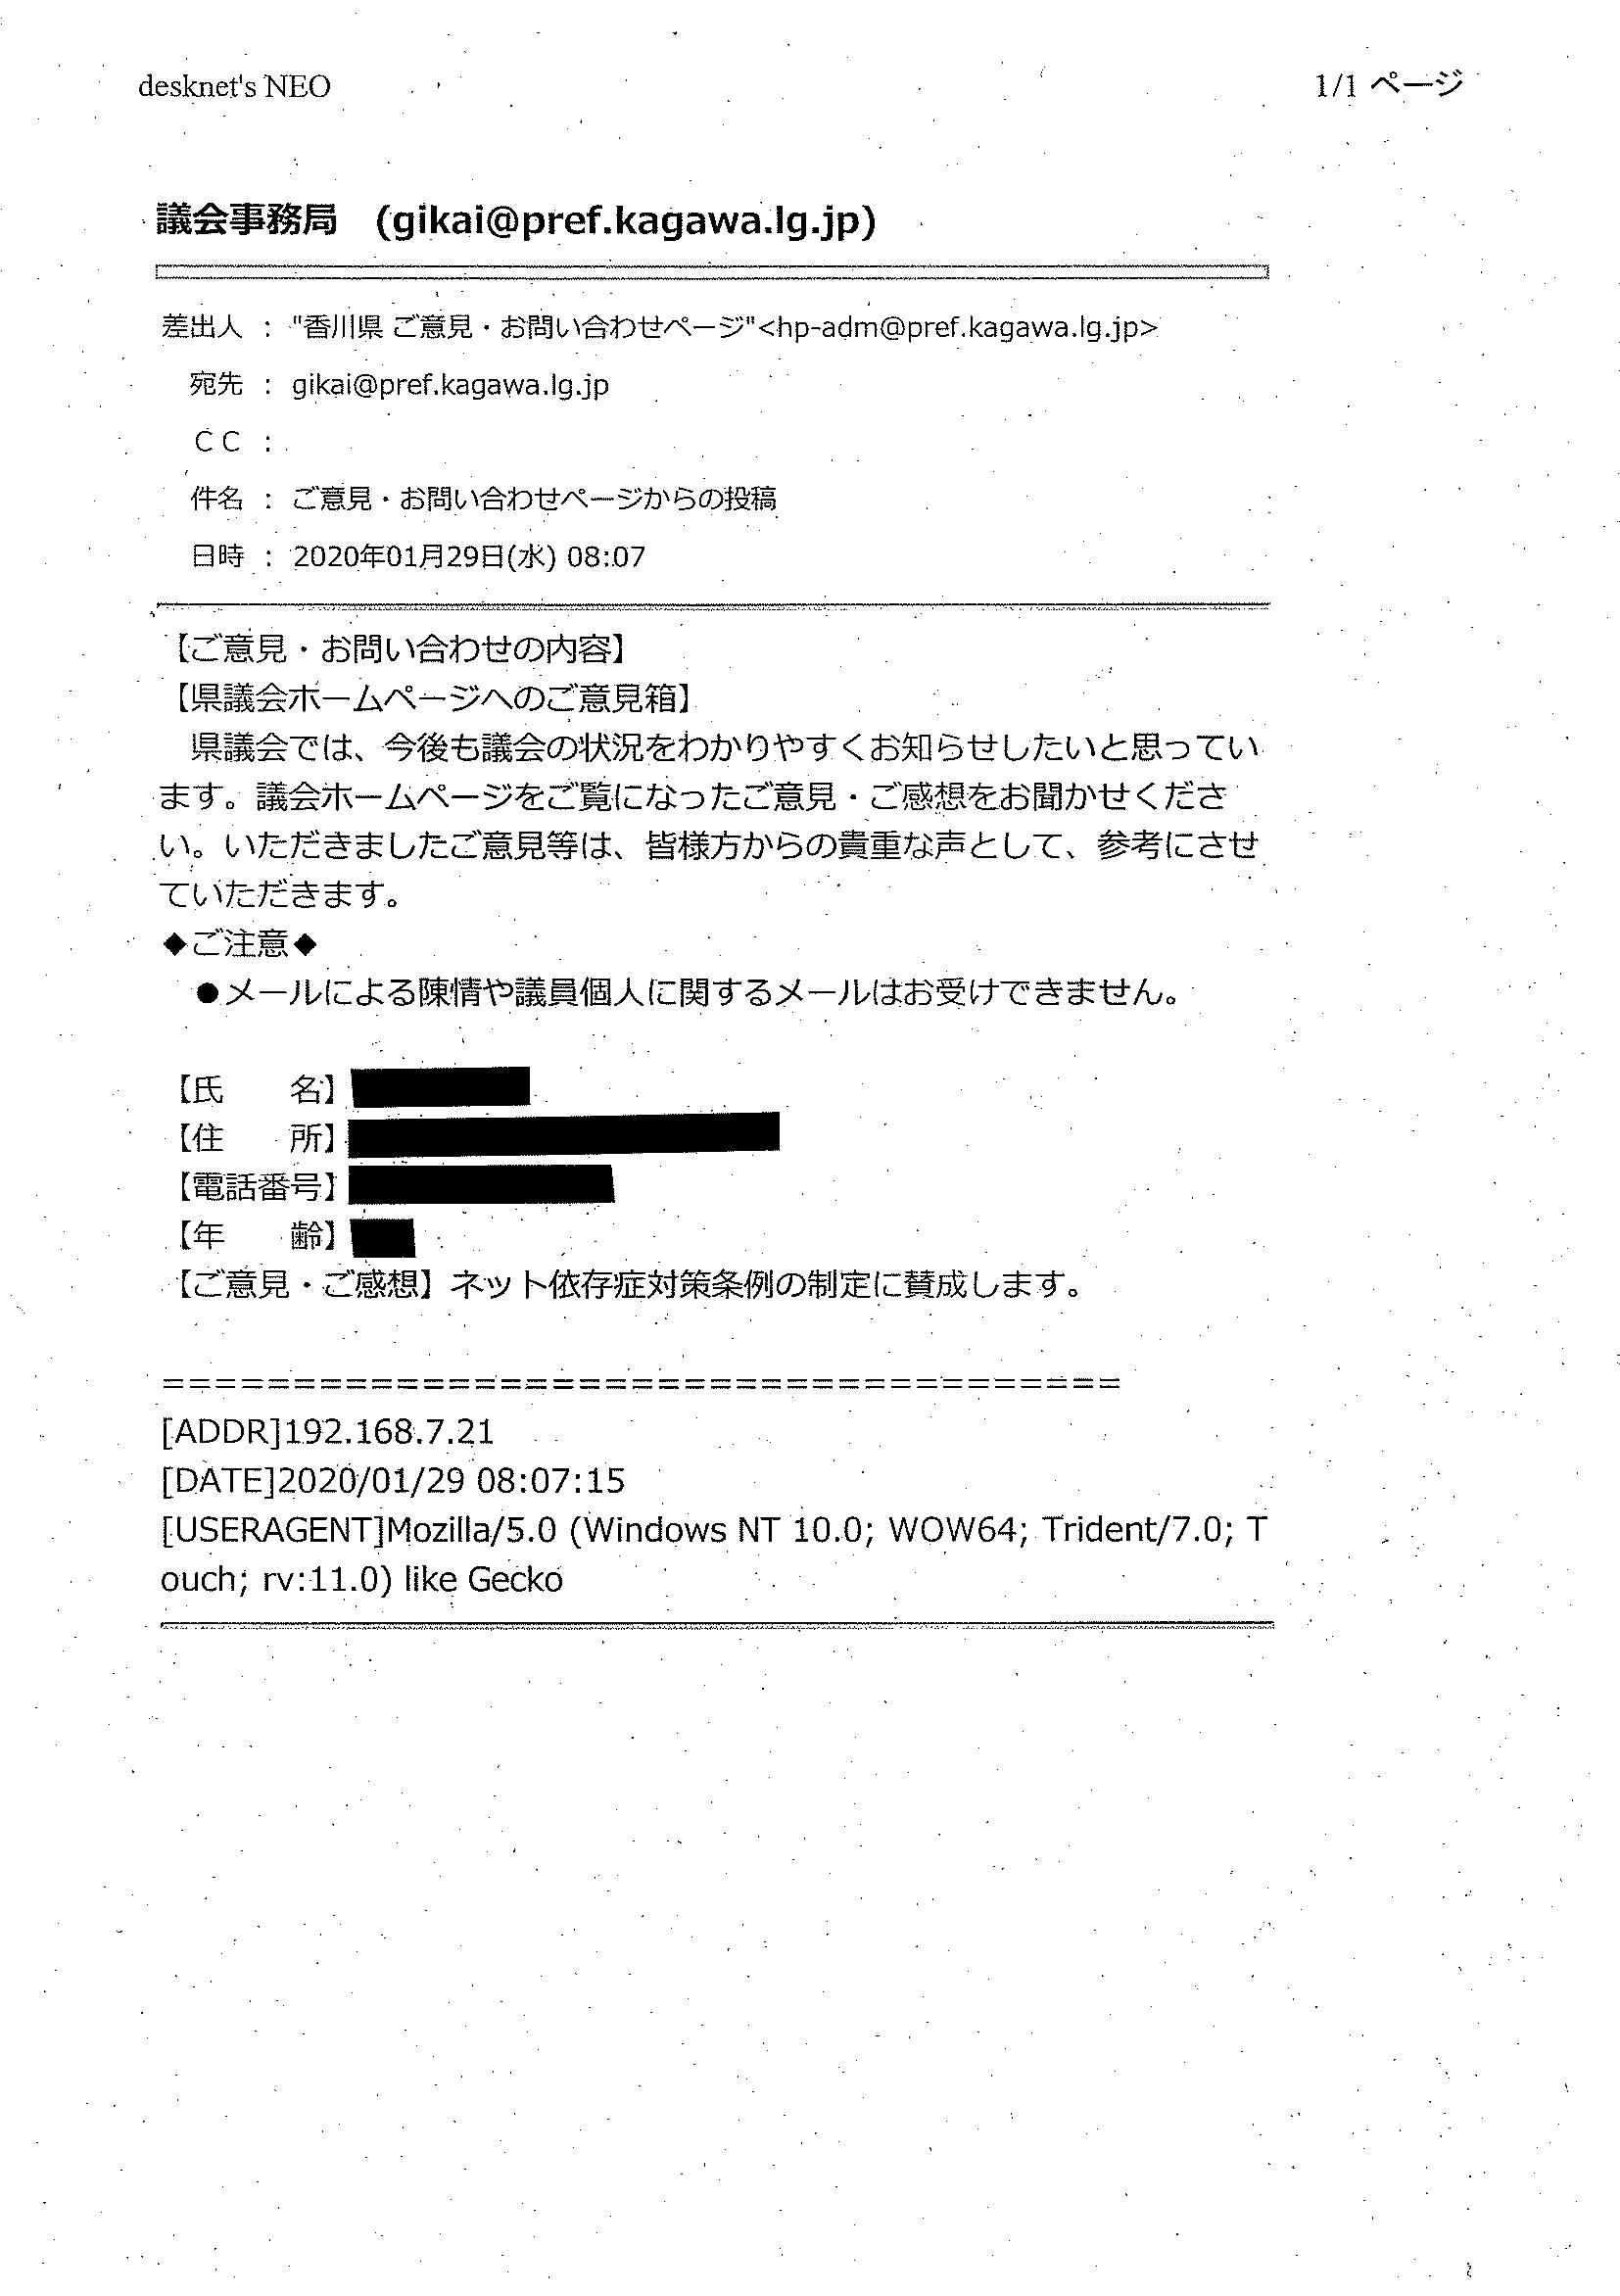 desknet's NEO
1/1 ページ
議会事務局　(gikai@pref.kagawa.lg.jp)
差出人 ： "香川県 ご意見・お問い合わせページ"<hp-adm@pref.kagawa.lg.jp>
宛先 ： gikai@pref.kagawa.lg.jp
ＣＣ ：
件名 ： ご意見・お問い合わせページからの投稿
日時 ： 2020年01月29日(水) 08:07
【ご意見・お問い合わせの内容】
【県議会ホームページへのご意見箱】
　県議会では、今後も議会の状況をわかりやすくお知らせしたいと思ってい
ます。議会ホームページをご覧になったご意見・ご感想をお聞かせくださ
い。いただきましたご意見等は、皆様方からの貴重な声として、参考にさせ
ていただきます。
◆ご注意◆
　●メールによる陳情や議員個人に関するメールはお受けできません。
【氏　　名】
【住　　所】
【電話番号】
【年　　齢】
【ご意見・ご感想】ネット依存症対策条例の制定に賛成します。
=====================================
[ADDR]192.168.7.21
[DATE]2020/01/29 08:07:15
[USERAGENT]Mozilla/5.0 (Windows NT 10.0; WOW64; Trident/7.0; T
ouch; rv:11.0) like Gecko